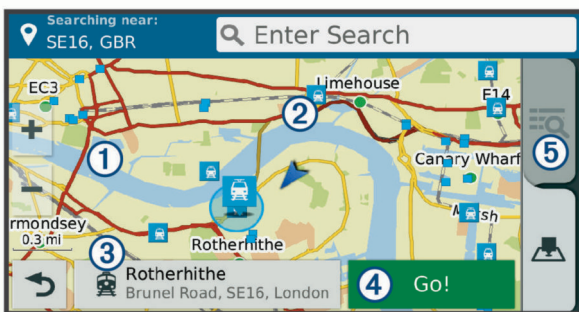 Searching near:
SE16, GBR
Enter Search
EC3
Limehouse
E14
2
+
1
5
Canary Wharf
−
rmondsey
0.3 mi
3
Rotherhithe
Rotherhithe
Brunel Road, SE16, London
4
Go!